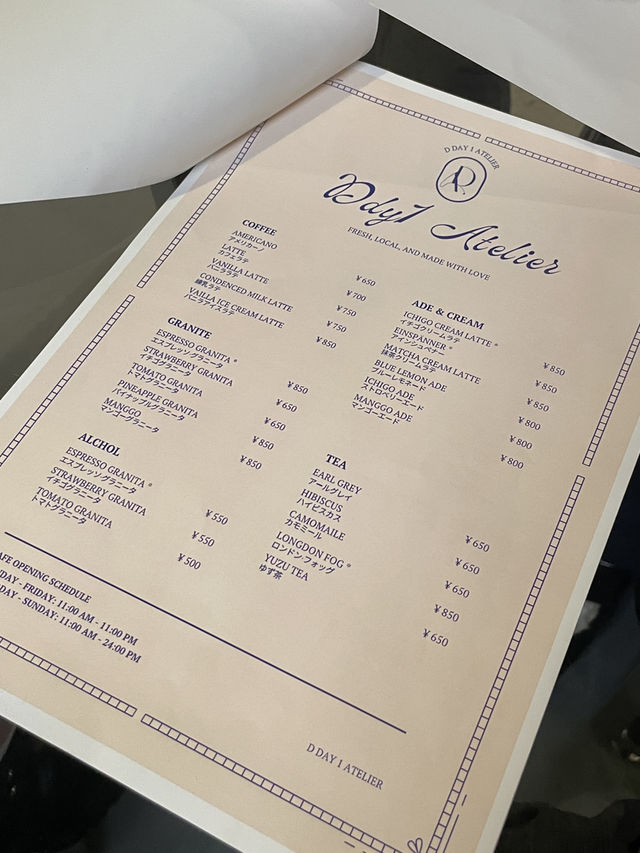 D DAY 1 ATELIER
Ddy1 Atelier
FRESH, LOCAL, AND MADE WITH LOVE
COFFEE
AMERICANO
アメリカーノ
¥650
LATTE
カフェラテ
¥700
VANILLA LATTE
バニララテ
¥750
CONDENCED MILK LATTE
練乳ラテ
¥750
VAILLA ICE CREAM LATTE
バニラアイスラテ
¥850
GRANITE
ESPRESSO GRANITA *
エスプレッソグラニータ
¥850
STRAWBERRY GRANITA
イチゴグラニータ
¥650
TOMATO GRANITA
トマトグラニータ
¥650
PINEAPPLE GRANITA
パイナップルグラニータ
¥850
MANGGO
マンゴーグラニータ
¥850
ALCHOL
ESPRESSO GRANITA *
エスプレッソグラニータ
¥550
STRAWBERRY GRANITA
イチゴグラニータ
¥550
TOMATO GRANITA
トマトグラニータ
¥500
ADE & CREAM
ICHIGO CREAM LATTE *
イチゴクリームラテ
¥850
EINSPANNER *
アインシュペナー
¥850
MATCHA CREAM LATTE
抹茶クリームラテ
¥850
BLUE LEMON ADE
ブルーレモネード
¥800
ICHIGO ADE
ストロベリーエード
¥800
MANGGO ADE
マンゴーエード
¥800
TEA
EARL GREY
アールグレイ
¥650
HIBISCUS
ハイビスカス
¥650
CAMOMAILE
カモミール
¥650
LONGDON FOG *
ロンドン・フォッグ
¥850
YUZU TEA
ゆず茶
¥650
OPENING SCHEDULE
- FRIDAY: 11:00 AM - 11:00 PM
- SUNDAY: 11:00 AM - 24:00 PM
D DAY 1 ATELIER